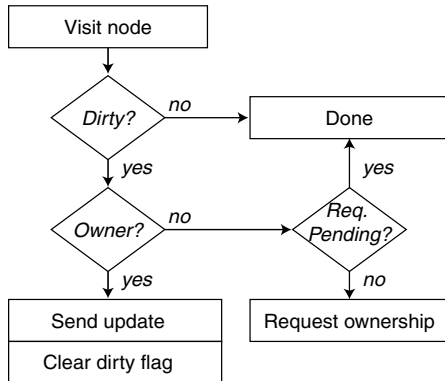 Visit node
Dirty?
no
Done
yes
yes
Owner?
no
Req.
Pending?
yes
no
Send update
Request ownership
Clear dirty flag